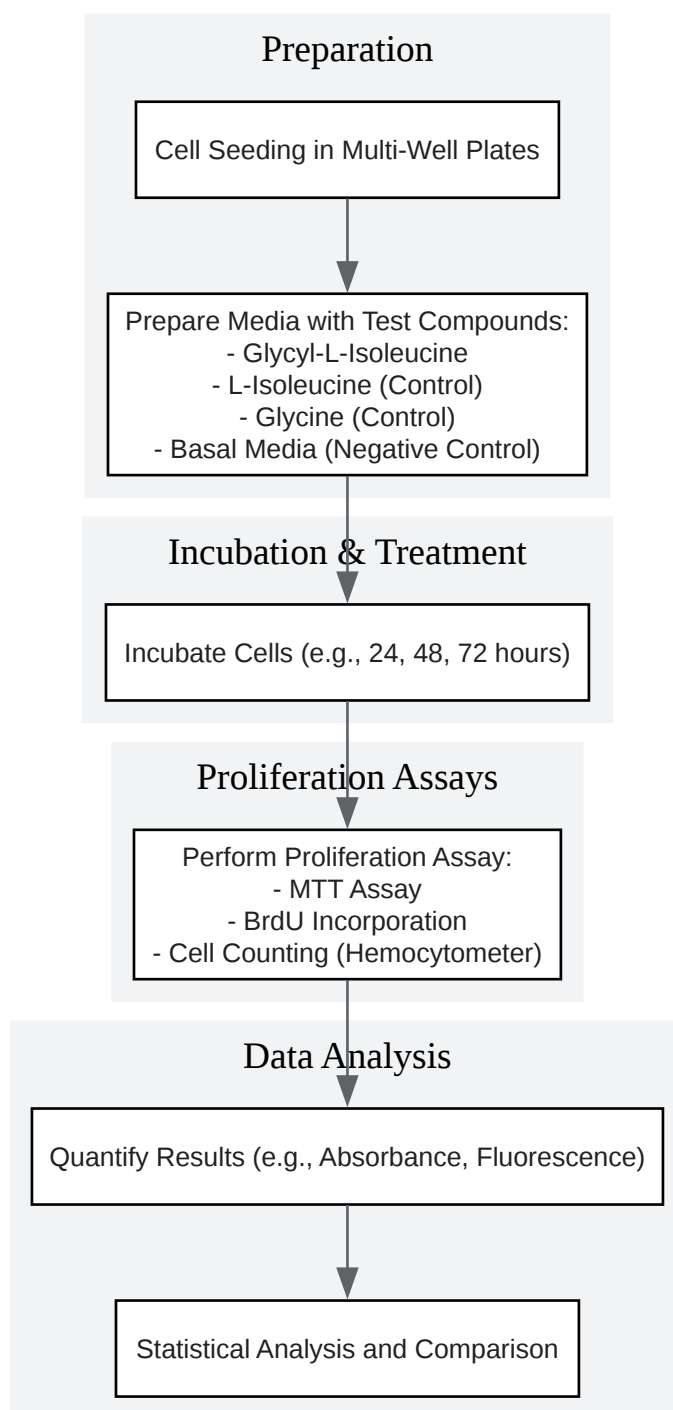 Preparation
Cell Seeding in Multi-Well Plates
Prepare Media with Test Compounds:
- Glycyl-L-Isoleucine
- L-Isoleucine (Control)
- Glycine (Control)
- Basal Media (Negative Control)
Incubation & Treatment
Incubate Cells (e.g., 24, 48, 72 hours)
Proliferation Assays
Perform Proliferation Assay:
- MTT Assay
- BrdU Incorporation
- Cell Counting (Hemocytometer)
Data Analysis
Quantify Results (e.g., Absorbance, Fluorescence)
Statistical Analysis and Comparison